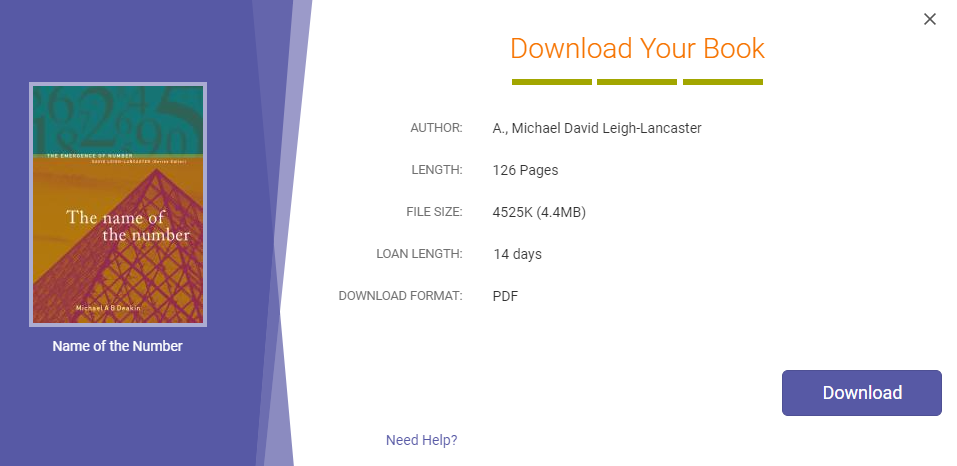 Download Your Book
THE EMERGENCE OF NUMBER
DAVID LEIGH-LANCASTER (Series Editor)
The name of
the number
Michael A B Deakin
Name of the Number
AUTHOR: A., Michael David Leigh-Lancaster
LENGTH: 126 Pages
FILE SIZE: 4525K (4.4MB)
LOAN LENGTH: 14 days
DOWNLOAD FORMAT: PDF
Download
Need Help?